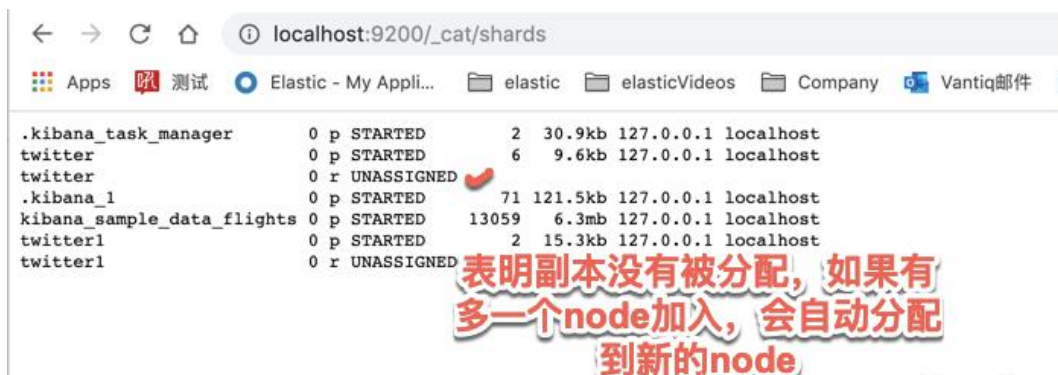 localhost:9200/_cat/shards
Apps 测试 Elastic - My Appli... elastic elasticVideos Company Vantiq邮件
.kibana_task_manager 0 p STARTED 2 30.9kb 127.0.0.1 localhost
twitter 0 p STARTED 6 9.6kb 127.0.0.1 localhost
twitter 0 r UNASSIGNED
.kibana_1 0 p STARTED 71 121.5kb 127.0.0.1 localhost
kibana_sample_data_flights 0 p STARTED 13059 6.3mb 127.0.0.1 localhost
twitter1 0 p STARTED 2 15.3kb 127.0.0.1 localhost
twitter1 0 r UNASSIGNED
表明副本没有被分配，如果有
多一个node加入，会自动分配
到新的node